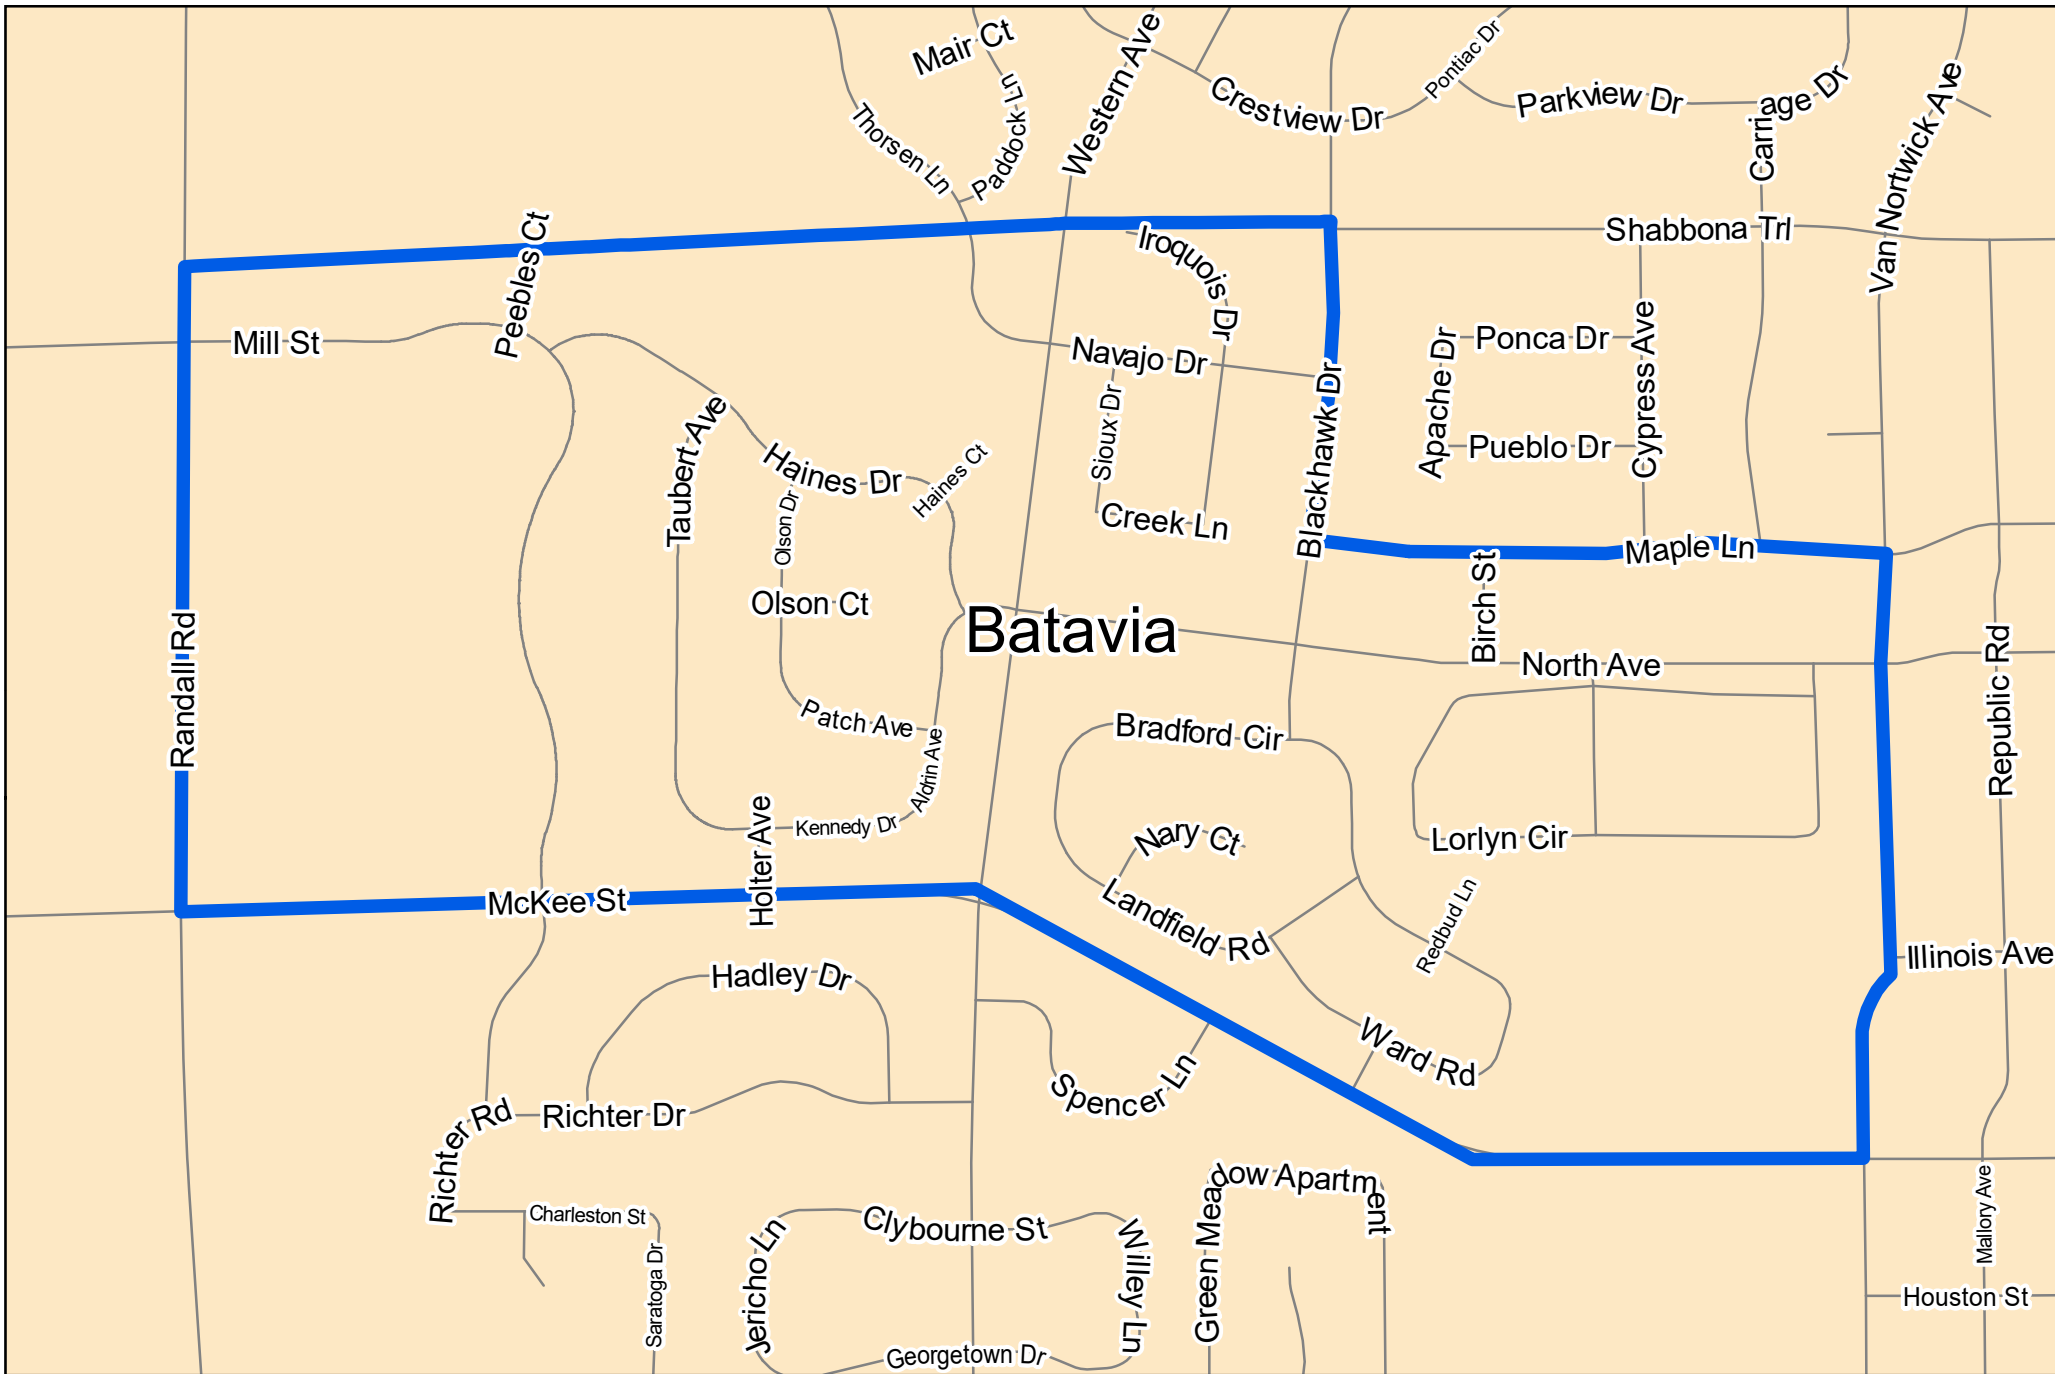 Mair Ct
Western Ave
Pontiac Dr
Paddock Ln
Crestview Dr
Parkview Dr
Carriage Dr
Van Nortwick Ave
Thorsen Ln
Peebles Ct
Shabbona Trl
Iroquois Dr
Mill St
Navajo Dr
Ponca Dr
Apache Dr
Cypress Ave
Blackhawk Dr
Sioux Dr
Taubert Ave
Haines Dr
Haines Ct
Pueblo Dr
Olson Dr
Creek Ln
Maple Ln
Birch St
Olson Ct
Batavia
North Ave
Republic Rd
Randall Rd
Patch Ave
Aldrin Ave
Bradford Cir
Holter Ave
Kennedy Dr
Nary Ct
Lorlyn Cir
McKee St
Landfield Rd
Redbud Ln
Illinois Ave
Hadley Dr
Ward Rd
Spencer Ln
Richter Rd
Richter Dr
Green Meadow Apartment
Mallory Ave
Charleston St
Saratoga Dr
Jericho Ln
Clybourne St
Willey Ln
Houston St
Georgetown Dr